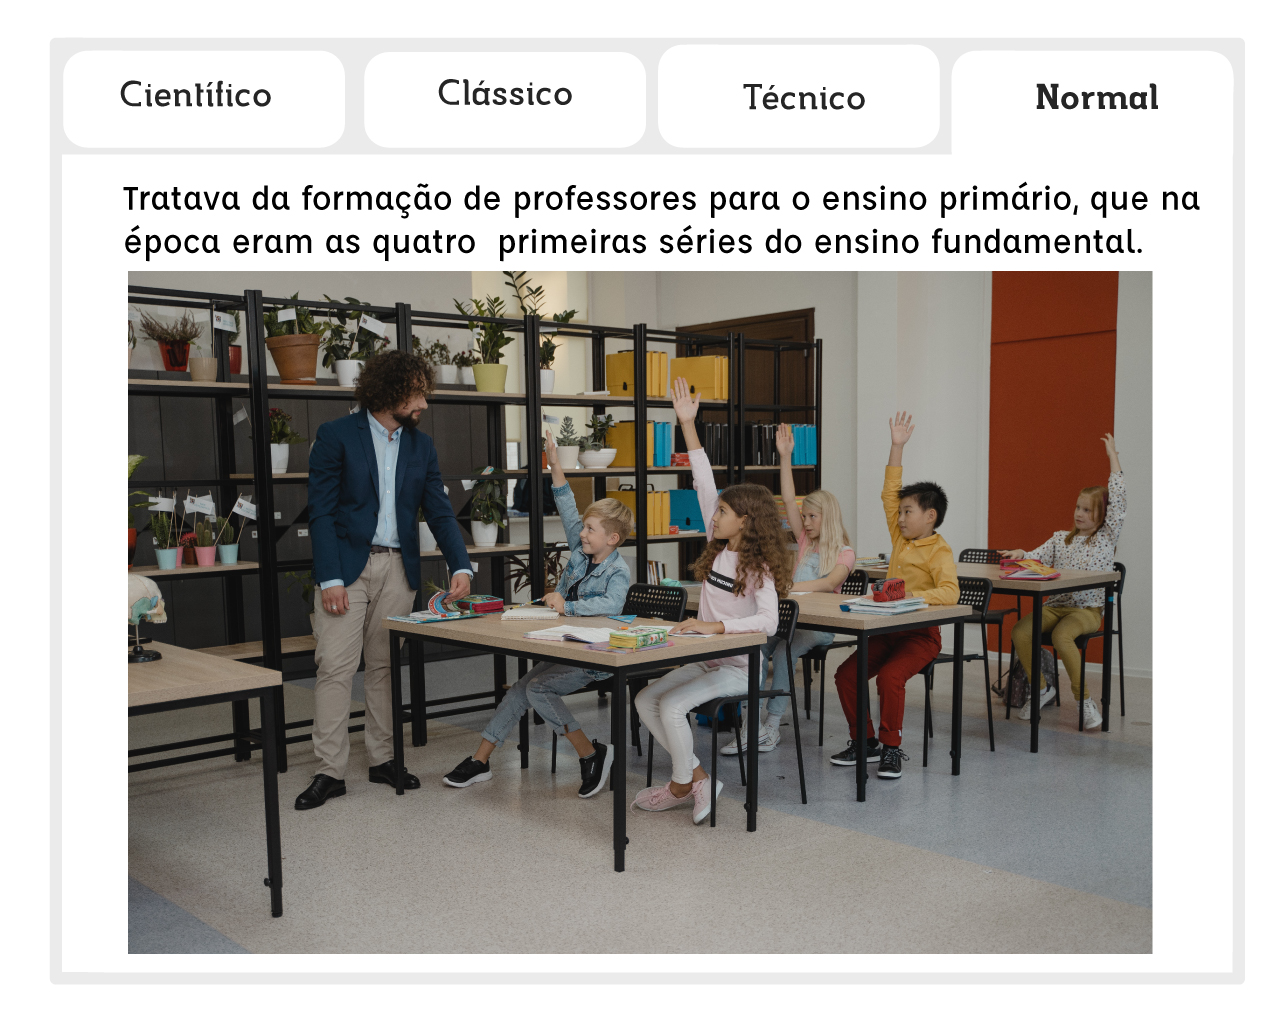 Científico
Clássico
Técnico
Normal
Tratava da formação de professores para o ensino primário, que na
época eram as quatro primeiras séries do ensino fundamental.